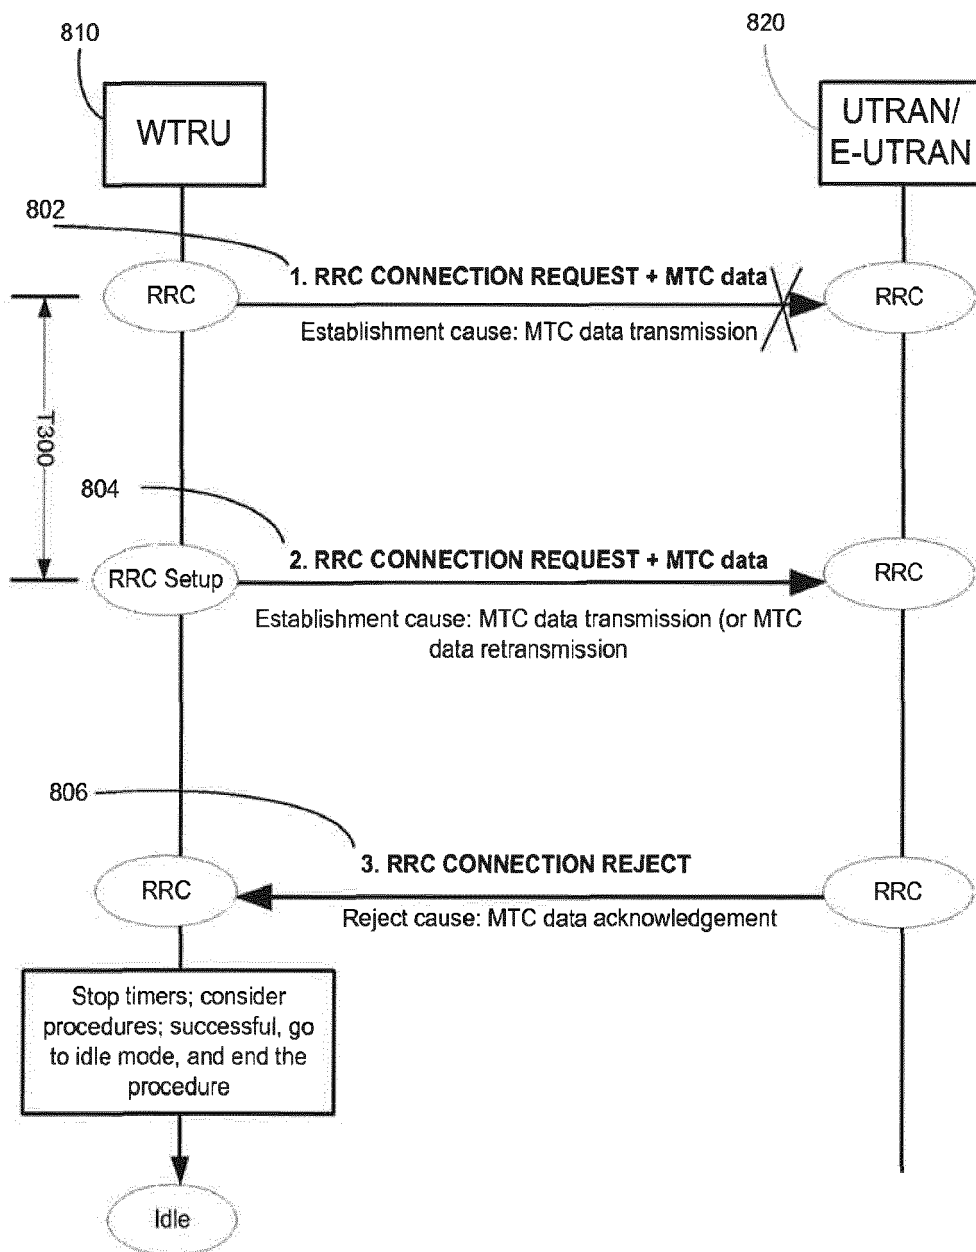 810
820
WTRU
UTRAN/
E-UTRAN
802
1. RRC CONNECTION REQUEST + MTC data
RRC
RRC
Establishment cause: MTC data transmission
T300
804
2. RRC CONNECTION REQUEST + MTC data
RRC Setup
RRC
Establishment cause: MTC data transmission (or MTC
data retransmission
806
3. RRC CONNECTION REJECT
RRC
RRC
Reject cause: MTC data acknowledgement
Stop timers; consider
procedures; successful, go
to idle mode, and end the
procedure
Idle